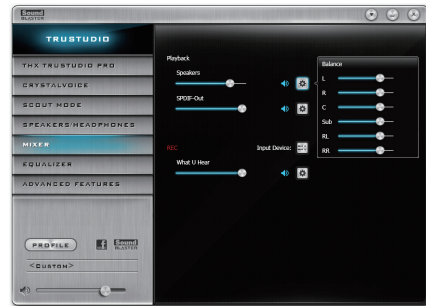 Sound
BLASTER
TRUSTUDIO
THX TRUSTUDIO PRO
CRYSTALVOICE
SCOUT MODE
SPEAKERS/HEADPHONES
MIXER
EQUALIZER
ADVANCED FEATURES
PROFILE
f
Sound
BLASTER
<CUSTOM>
Playback
Speakers
SPDIF-Out
REC
Input Device:
What U Hear
Balance
L
R
C
Sub
RL
RR